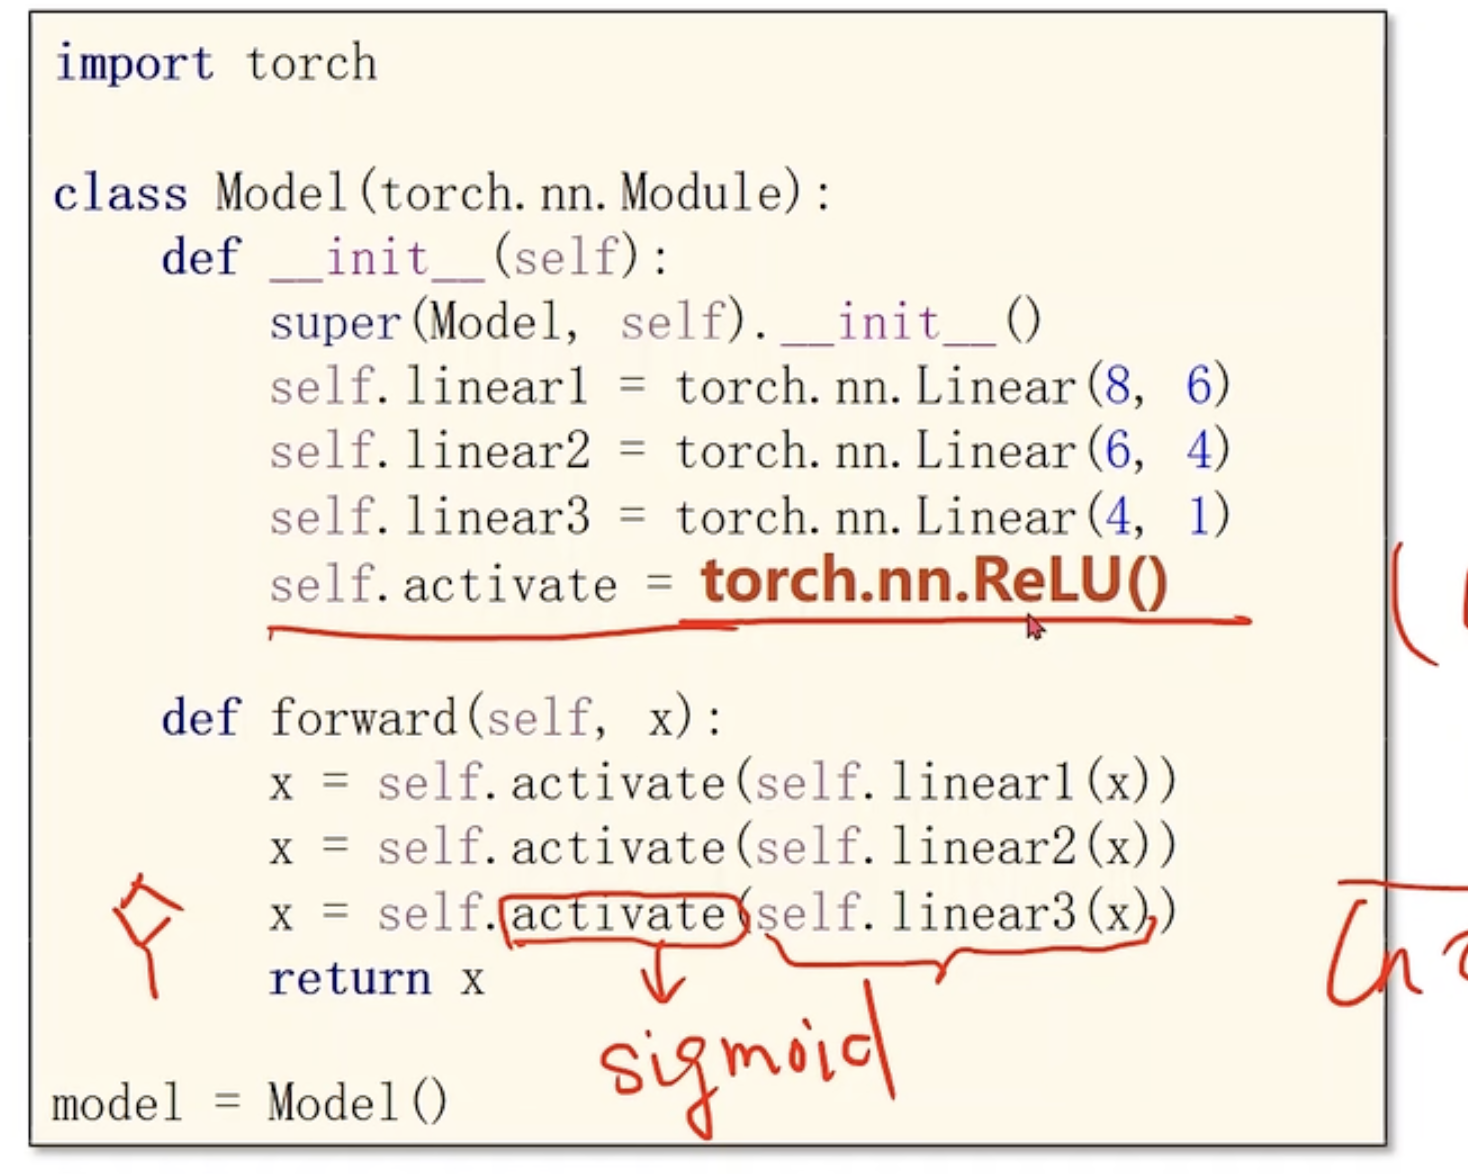 import torch
class Model(torch.nn.Module):
    def __init__(self):
        super(Model, self).__init__()
        self.linear1 = torch.nn.Linear(8, 6)
        self.linear2 = torch.nn.Linear(6, 4)
        self.linear3 = torch.nn.Linear(4, 1)
        self.activate = torch.nn.ReLU()
    def forward(self, x):
        x = self.activate(self.linear1(x))
        x = self.activate(self.linear2(x))
        x = self.activate(self.linear3(x))
        return x
sigmoid
model = Model()